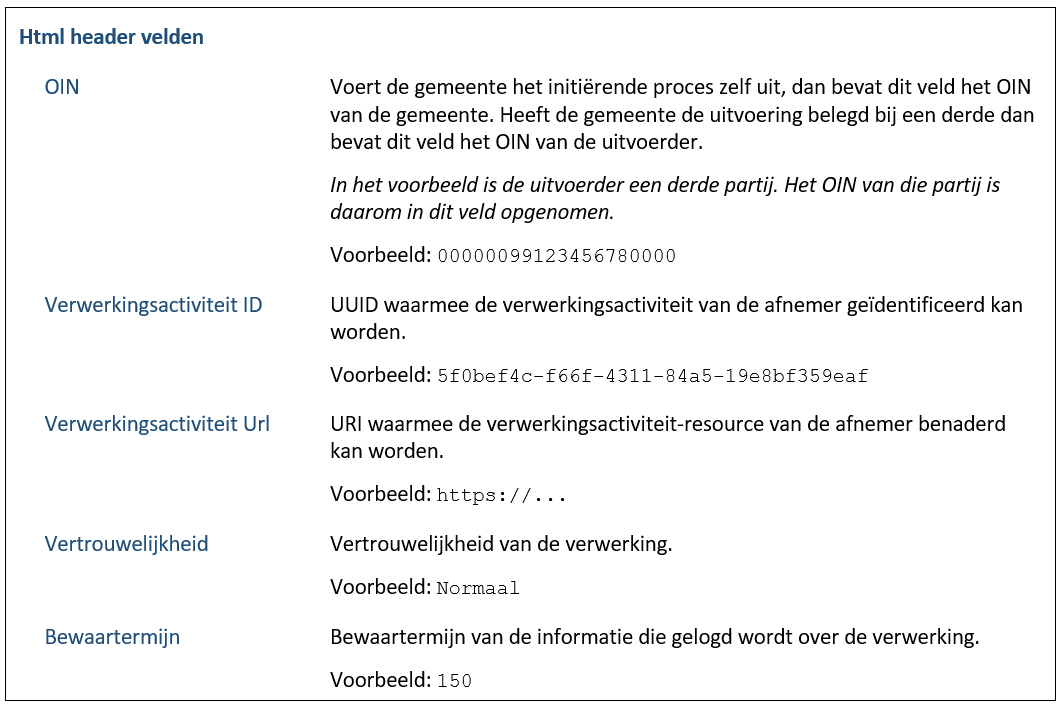 Html header velden
OIN
Voert de gemeente het initiërende proces zelf uit, dan bevat dit veld het OIN
van de gemeente. Heeft de gemeente de uitvoering belegd bij een derde dan
bevat dit veld het OIN van de uitvoerder.
In het voorbeeld is de uitvoerder een derde partij. Het OIN van die partij is
daarom in dit veld opgenomen.
Voorbeeld: 00000099123456780000
Verwerkingsactiviteit ID
UUID waarmee de verwerkingsactiviteit van de afnemer geïdentificeerd kan
worden.
Voorbeeld: 5f0bef4c-f66f-4311-84a5-19e8bf359eaf
Verwerkingsactiviteit Url
URI waarmee de verwerkingsactiviteit-resource van de afnemer benaderd
kan worden.
Voorbeeld: https://...
Vertrouwelijkheid
Vertrouwelijkheid van de verwerking.
Voorbeeld: Normaal
Bewaartermijn
Bewaartermijn van de informatie die gelogd wordt over de verwerking.
Voorbeeld: 150